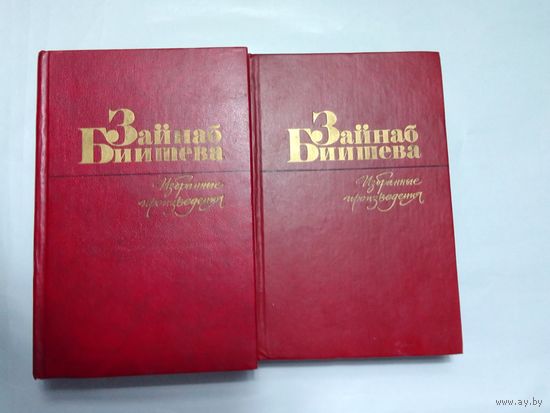 Зайнаб
Биишева
Избранные
произведения
Зайнаб
Биишева
Избранные
произведения
www.ay.by